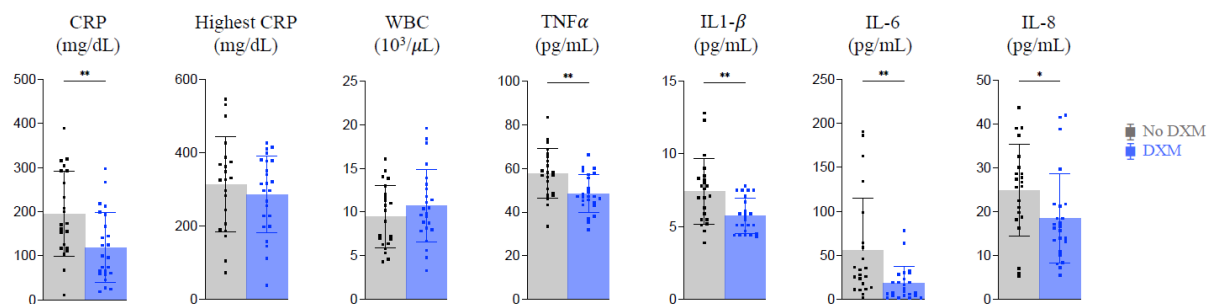 CRP
(mg/dL)
Highest CRP
(mg/dL)
WBC
(10³/μL)
TNFα
(pg/mL)
IL1-β
(pg/mL)
IL-6
(pg/mL)
IL-8
(pg/mL)
500
400
300
200
100
0
**
600
400
200
0
25
20
15
10
5
0
100
80
60
40
20
0
**
15
10
5
0
**
250
200
150
100
50
0
**
50
40
30
20
10
0
*
No DXM
DXM